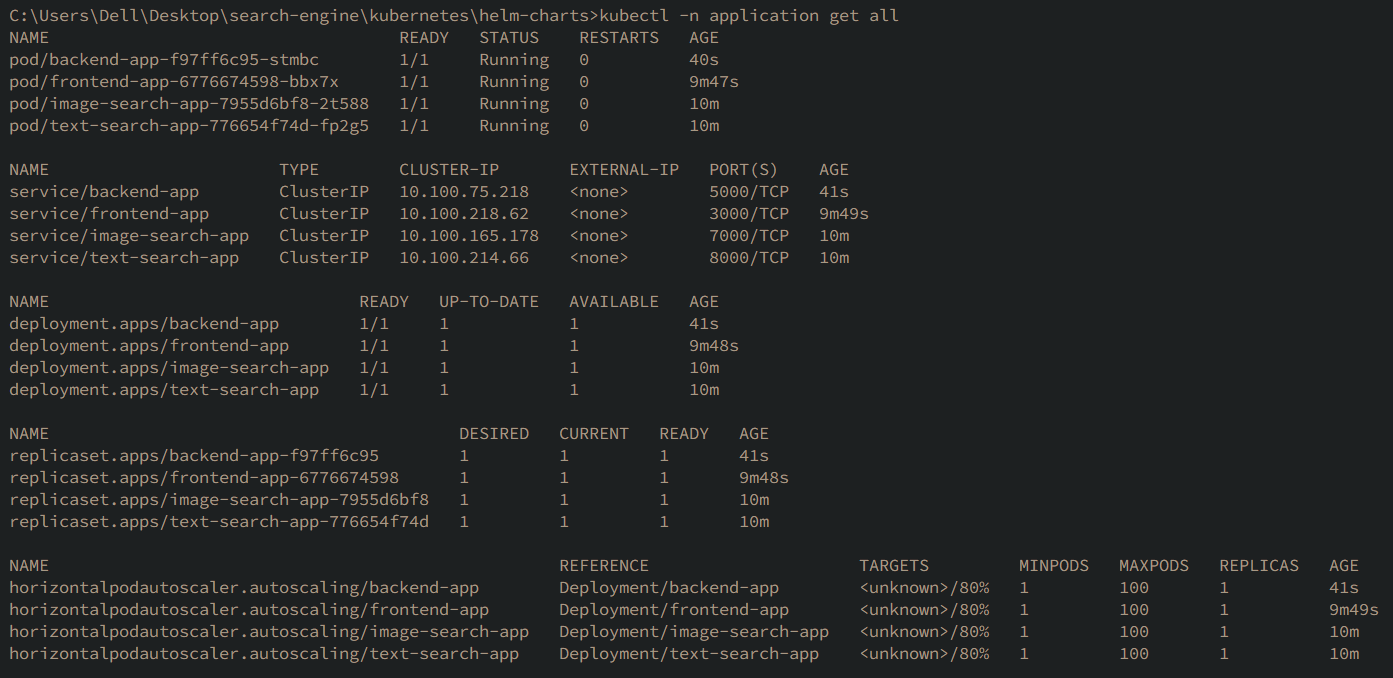 C:\Users\Dell\Desktop\search-engine\kubernetes\helm-charts>kubectl -n application get all
NAME READY STATUS RESTARTS AGE
pod/backend-app-f97ff6c95-stmbc 1/1 Running 0 40s
pod/frontend-app-6776674598-bbx7x 1/1 Running 0 9m47s
pod/image-search-app-7955d6bf8-2t588 1/1 Running 0 10m
pod/text-search-app-776654f74d-fp2g5 1/1 Running 0 10m
NAME TYPE CLUSTER-IP EXTERNAL-IP PORT(S) AGE
service/backend-app ClusterIP 10.100.75.218 <none> 5000/TCP 41s
service/frontend-app ClusterIP 10.100.218.62 <none> 3000/TCP 9m49s
service/image-search-app ClusterIP 10.100.165.178 <none> 7000/TCP 10m
service/text-search-app ClusterIP 10.100.214.66 <none> 8000/TCP 10m
NAME READY UP-TO-DATE AVAILABLE AGE
deployment.apps/backend-app 1/1 1 1 41s
deployment.apps/frontend-app 1/1 1 1 9m48s
deployment.apps/image-search-app 1/1 1 1 10m
deployment.apps/text-search-app 1/1 1 1 10m
NAME DESIRED CURRENT READY AGE
replicaset.apps/backend-app-f97ff6c95 1 1 1 41s
replicaset.apps/frontend-app-6776674598 1 1 1 9m48s
replicaset.apps/image-search-app-7955d6bf8 1 1 1 10m
replicaset.apps/text-search-app-776654f74d 1 1 1 10m
NAME REFERENCE TARGETS MINPODS MAXPODS REPLICAS AGE
horizontalpodautoscaler.autoscaling/backend-app Deployment/backend-app <unknown>/80% 1 100 1 41s
horizontalpodautoscaler.autoscaling/frontend-app Deployment/frontend-app <unknown>/80% 1 100 1 9m49s
horizontalpodautoscaler.autoscaling/image-search-app Deployment/image-search-app <unknown>/80% 1 100 1 10m
horizontalpodautoscaler.autoscaling/text-search-app Deployment/text-search-app <unknown>/80% 1 100 1 10m